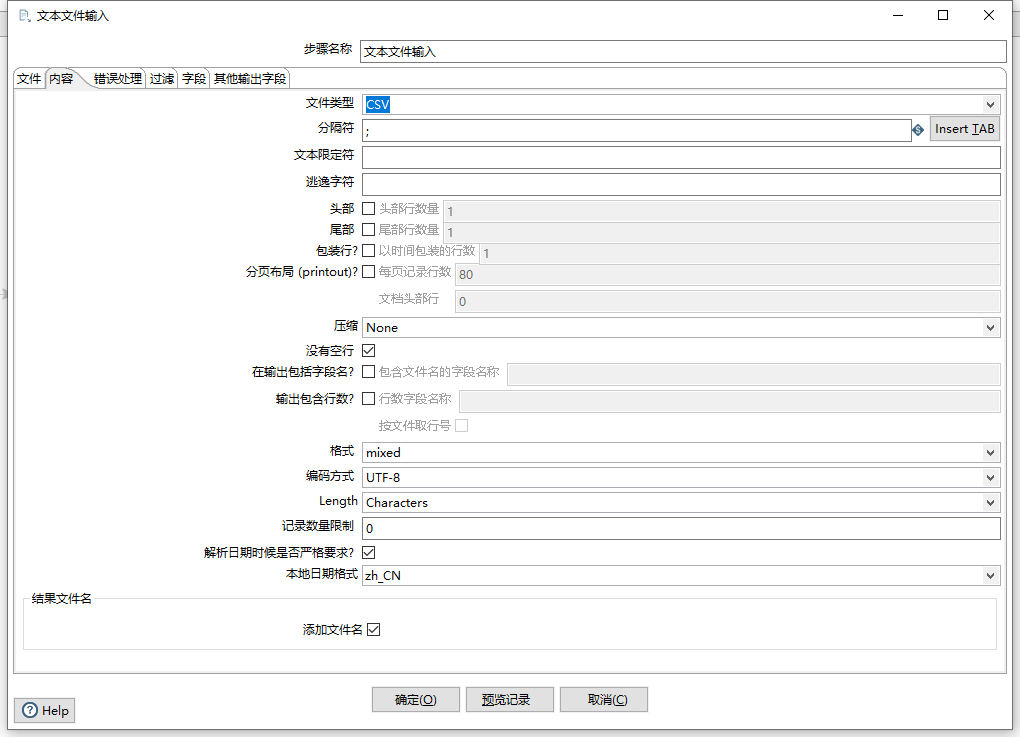 文本文件输入
步骤名称 文本文件输入
文件 内容 错误处理 过滤 字段 其他输出字段
文件类型 CSV
分隔符 ; Insert TAB
文本限定符
逃逸字符
头部 头部行数量 1
尾部 尾部行数量 1
包装行? 以时间包装的行数 1
分页布局 (printout)? 每页记录行数 80
文档头部行 0
压缩 None
没有空行
在输出包括字段名? 包含文件名的字段名称
输出包含行数? 行数字段名称
按文件取行号
格式 mixed
编码方式 UTF-8
Length Characters
记录数量限制 0
解析日期时候是否严格要求?
本地日期格式 zh_CN
结果文件名
添加文件名
确定(O) 预览记录 取消(C)
Help